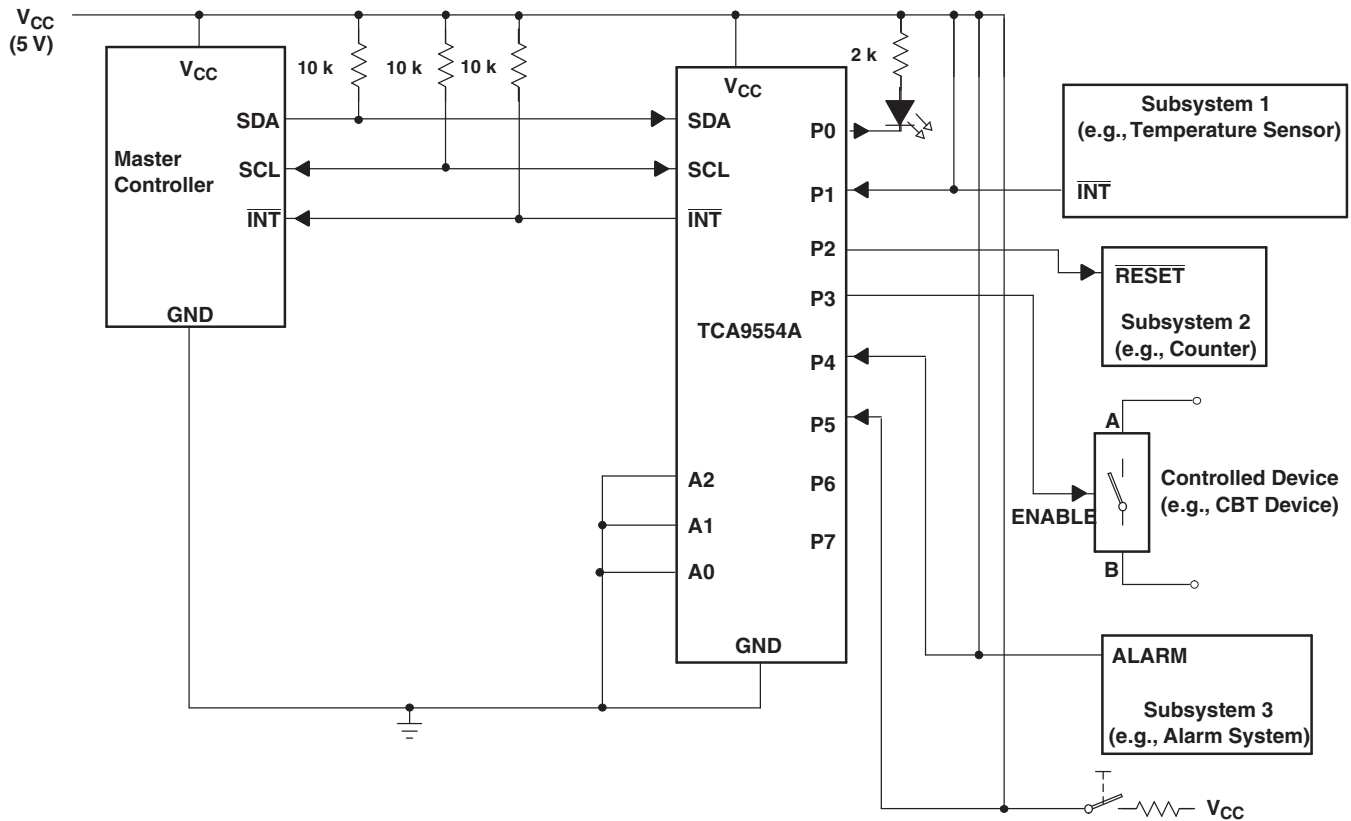 VCC
(5 V)
VCC
SDA
Master
Controller
SCL
INT
GND
10 k
10 k
10 k
VCC
SDA
SCL
INT
TCA9554A
A2
A1
A0
GND
P0
P1
P2
P3
P4
P5
P6
P7
2 k
Subsystem 1
(e.g., Temperature Sensor)
INT
RESET
Subsystem 2
(e.g., Counter)
A
Controlled Device
(e.g., CBT Device)
ENABLE
B
ALARM
Subsystem 3
(e.g., Alarm System)
VCC